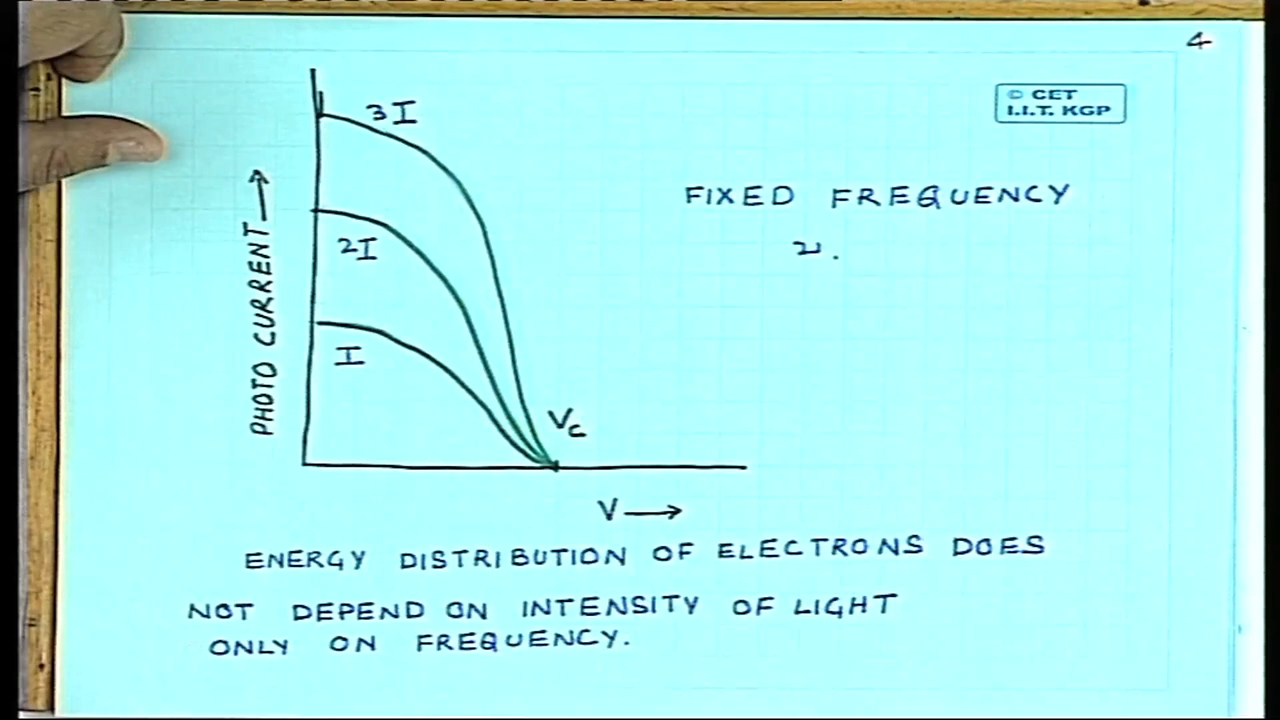 4
© CET
I.I.T. KGP
3I
FIXED FREQUENCY
ν.
2I
I
PHOTO CURRENT→
Vc
V→
ENERGY DISTRIBUTION OF ELECTRONS DOES
NOT DEPEND ON INTENSITY OF LIGHT
ONLY ON FREQUENCY.